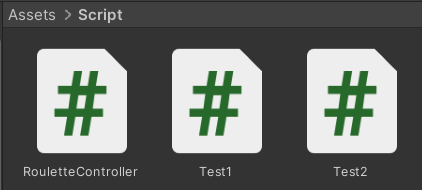 Assets > Script
RouletteController
Test1
Test2